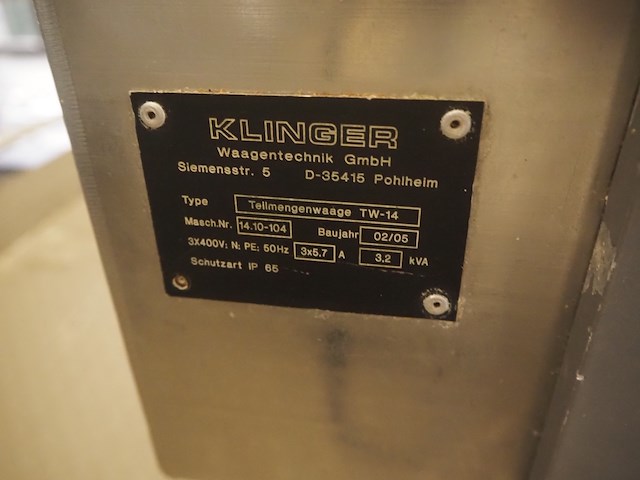 KLINGER
Waagentechnik GmbH
Siemensstr. 5 D-35415 Pohlheim
Type Teilmengenwaage TW-14
Masch.Nr. 14.10-104 Baujahr 02/05
3X400V; N; PE; 50Hz 3x5,7 A 3,2 kVA
Schutzart IP 65